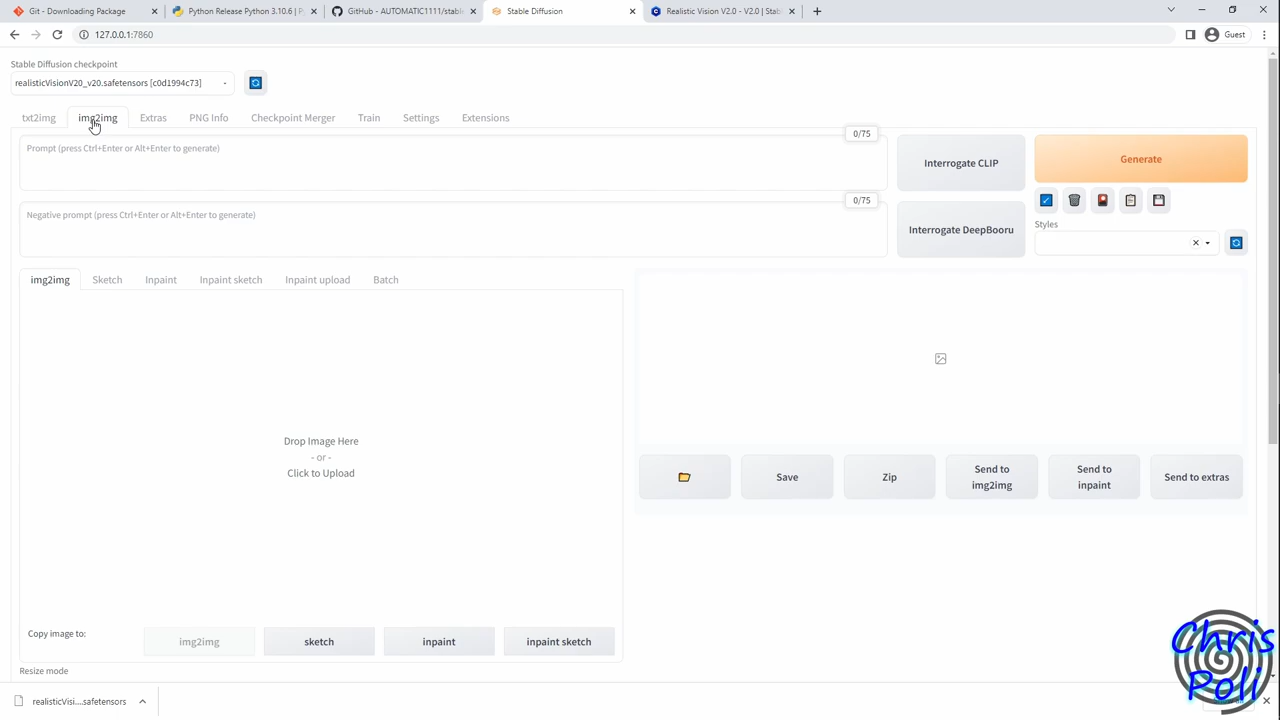 Git - Downloading Package
Python Release Python 3.10.6 | P
GitHub - AUTOMATIC1111/stable
Stable Diffusion
Realistic Vision V2.0 - V2.0 | Stab
127.0.0.1:7860
Guest
Stable Diffusion checkpoint
realisticVisionV20_v20.safetensors [c0d1994c73]
txt2img
img2img
Extras
PNG Info
Checkpoint Merger
Train
Settings
Extensions
Prompt (press Ctrl+Enter or Alt+Enter to generate)
0/75
Interrogate CLIP
Generate
Negative prompt (press Ctrl+Enter or Alt+Enter to generate)
0/75
Interrogate DeepBooru
Styles
img2img
Sketch
Inpaint
Inpaint sketch
Inpaint upload
Batch
Drop Image Here
- or -
Click to Upload
Save
Zip
Send to
img2img
Send to
inpaint
Send to extras
Copy image to:
img2img
sketch
inpaint
inpaint sketch
Resize mode
realisticVisi....safetensors
Chris
Poli